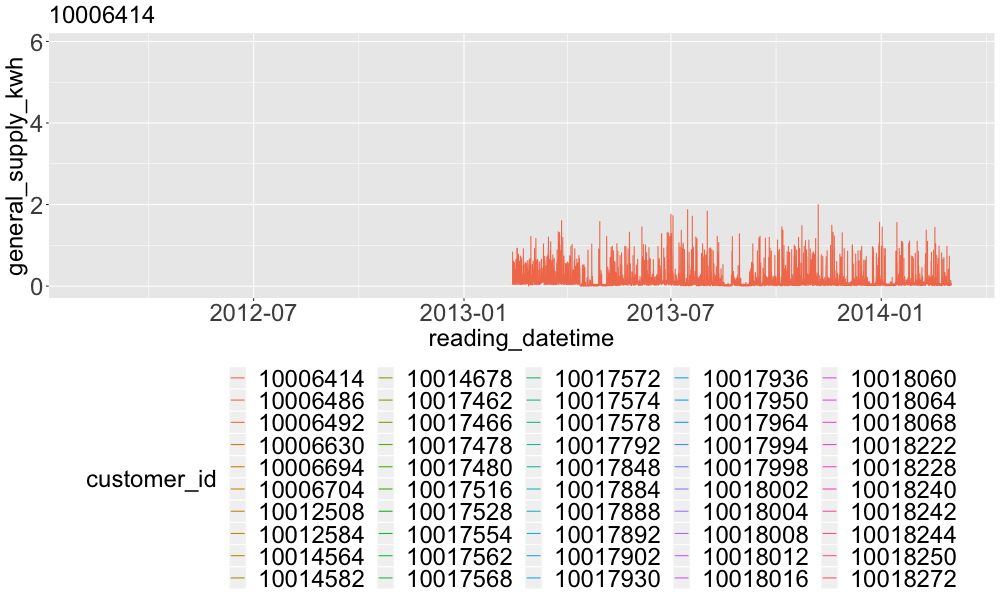 10006414
general_supply_kwh
6
4
2
0
2012-07 2013-01 2013-07 2014-01
reading_datetime
customer_id
10006414 10014678 10017572 10017936 10018060
10006486 10017462 10017574 10017950 10018064
10006492 10017466 10017578 10017964 10018068
10006630 10017478 10017792 10017994 10018222
10006694 10017480 10017848 10017998 10018228
10006704 10017516 10017884 10018002 10018240
10012508 10017528 10017888 10018004 10018242
10012584 10017554 10017892 10018008 10018244
10014564 10017562 10017902 10018012 10018250
10014582 10017568 10017930 10018016 10018272